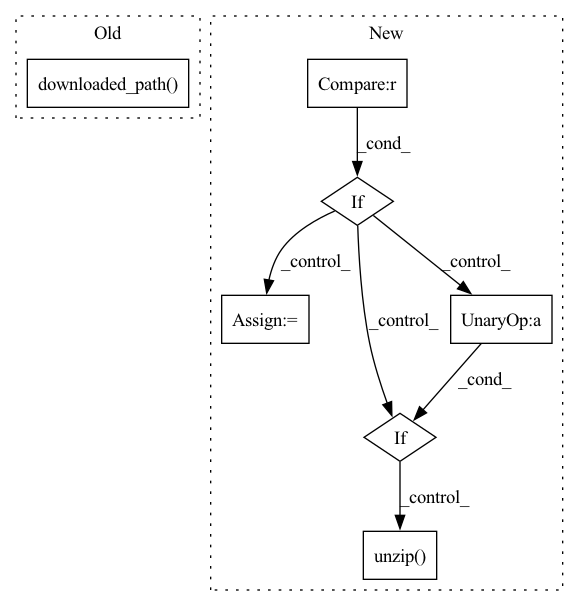 Old
New
downloaded_path()
Compare:r
_cond_
If
_control_
_control_
_control_
Assign:=
UnaryOp:a
_cond_
If
_control_
unzip()